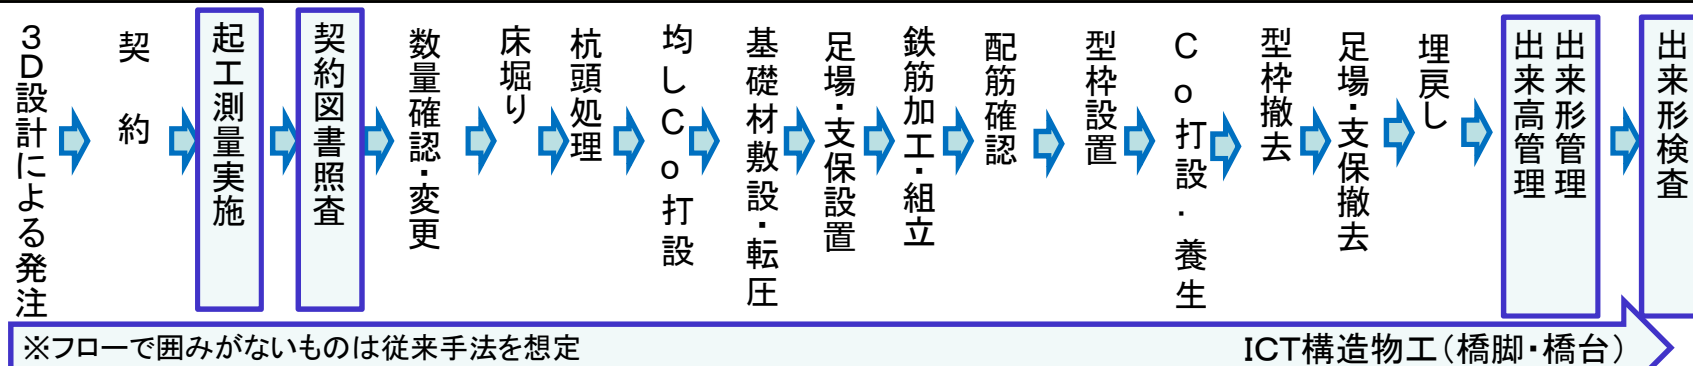 ３Ｄ設計による発注
契約
起工測量実施
契約図書照査
数量確認・変更
床堀り
杭頭処理
均しＣｏ打設
基礎材敷設・転圧
足場・支保設置
鉄筋加工・組立
配筋確認
型枠設置
Ｃｏ打設・養生
型枠撤去
足場・支保撤去
埋戻し
出来形管理
出来高管理
出来形検査
※フローで囲みがないものは従来手法を想定
ICT構造物工（橋脚・橋台）